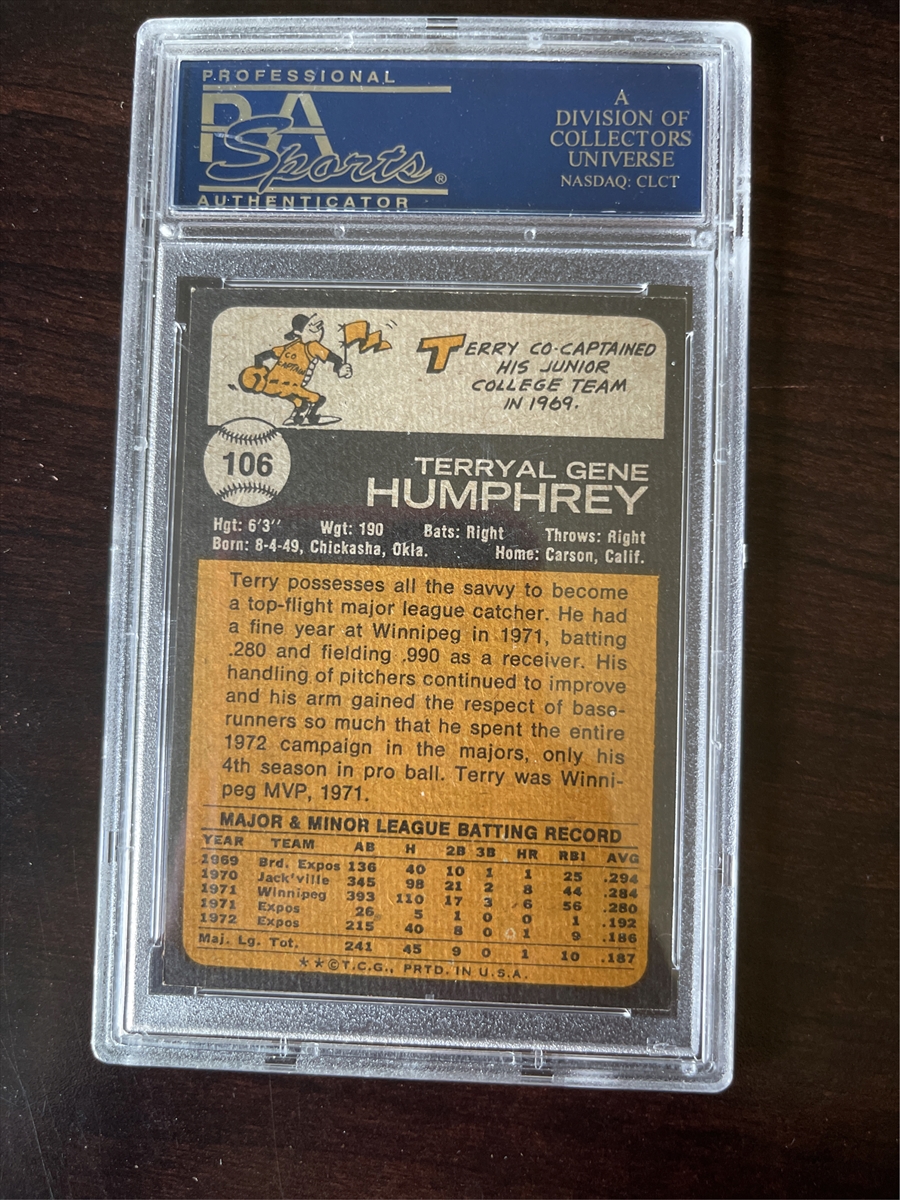 PROFESSIONAL
PSA
Sports®
AUTHENTICATOR
A
DIVISION OF
COLLECTORS
UNIVERSE
NASDAQ: CLCT
CO-
CAPTAIN
TERRY CO-CAPTAINED
HIS JUNIOR
COLLEGE TEAM
IN 1969.
106
TERRYAL GENE
HUMPHREY
Hgt: 6'3" Wgt: 190 Bats: Right Throws: Right
Born: 8-4-49, Chickasha, Okla. Home: Carson, Calif.
Terry possesses all the savvy to become
a top-flight major league catcher. He had
a fine year at Winnipeg in 1971, batting
.280 and fielding .990 as a receiver. His
handling of pitchers continued to improve
and his arm gained the respect of base-
runners so much that he spent the entire
1972 campaign in the majors, only his
4th season in pro ball. Terry was Winni-
peg MVP, 1971.
MAJOR & MINOR LEAGUE BATTING RECORD
YEAR TEAM AB H 2B 3B HR RBI AVG
1969 Brd. Expos 136 40 10 1 1 25 .294
1970 Jack'ville 345 98 21 2 8 44 .284
1971 Winnipeg 393 110 17 3 6 56 .280
1971 Expos 26 5 1 0 0 1 .192
1972 Expos 215 40 8 0 1 9 .186
Maj. Lg. Tot. 241 45 9 0 1 10 .187
**©T.C.G., PRTD. IN U.S.A.